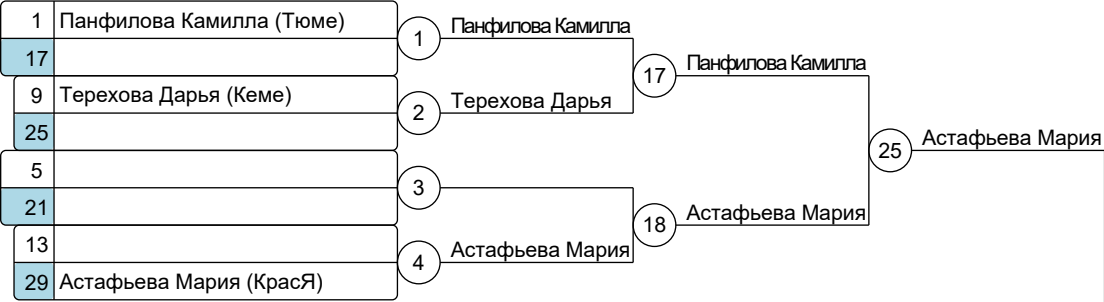 1 Панфилова Камилла (Тюме)
17
9 Терехова Дарья (Кеме)
25
5
21
13
29 Астафьева Мария (КрасЯ)
1 Панфилова Камилла
2 Терехова Дарья
3
4 Астафьева Мария
17 Панфилова Камилла
18 Астафьева Мария
25 Астафьева Мария